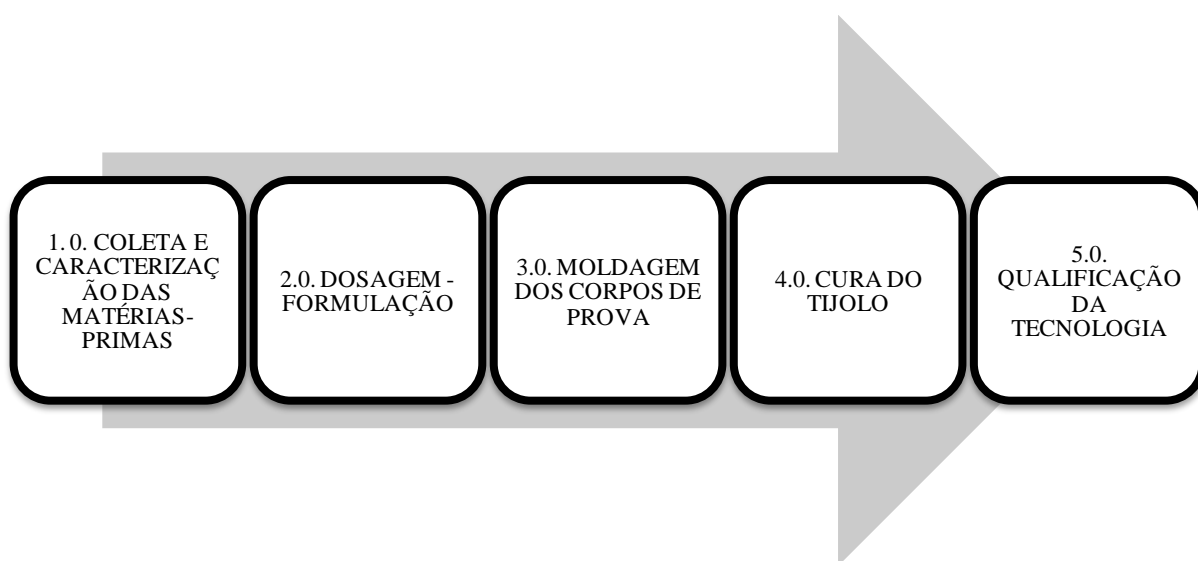 1. 0. COLETA E
CARACTERIZAÇ
ÃO DAS
MATÉRIAS-
PRIMAS
2.0. DOSAGEM -
FORMULAÇÃO
3.0. MOLDAGEM
DOS CORPOS DE
PROVA
4.0. CURA DO
TIJOLO
5.0.
QUALIFICAÇÃO
DA
TECNOLOGIA